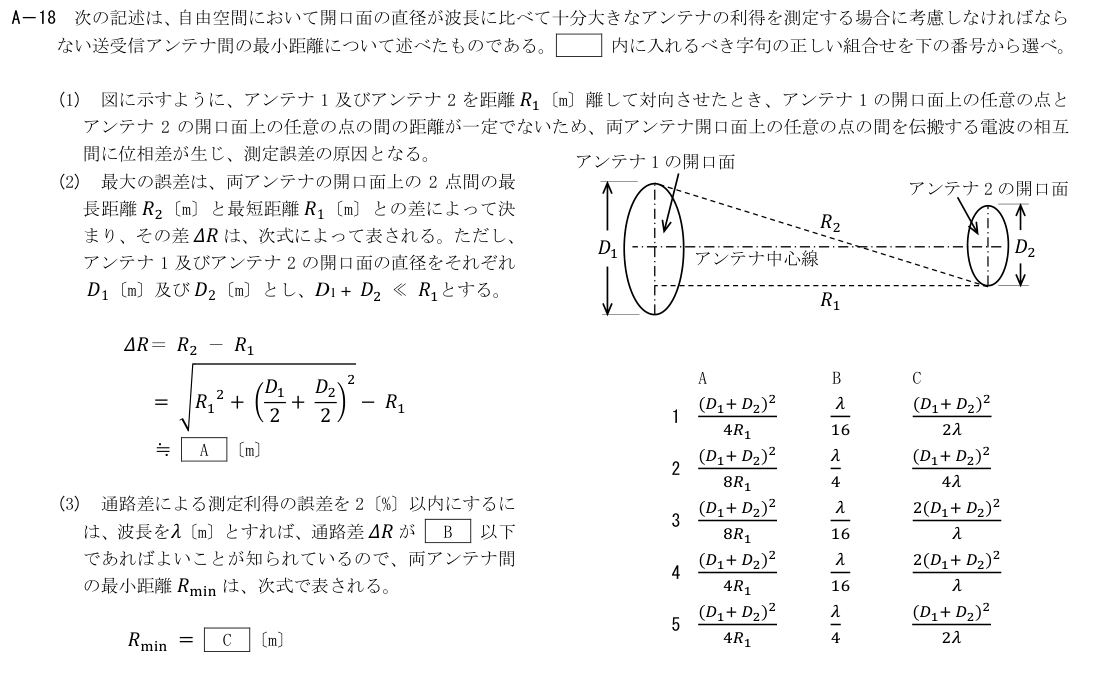 A－18 次の記述は、自由空間において開口面の直径が波長に比べて十分大きなアンテナの利得を測定する場合に考慮しなければなら
ない送受信アンテナ間の最小距離について述べたものである。 内に入れるべき字句の正しい組合せを下の番号から選べ。
(1) 図に示すように、アンテナ 1 及びアンテナ 2 を距離 R₁〔m〕離して対向させたとき、アンテナ 1 の開口面上の任意の点と
アンテナ 2 の開口面上の任意の点の間の距離が一定でないため、両アンテナ開口面上の任意の点の間を伝搬する電波の相互
間に位相差が生じ、測定誤差の原因となる。
(2) 最大の誤差は、両アンテナの開口面上の 2 点間の最
長距離 R₂〔m〕と最短距離 R₁〔m〕との差によって決
まり、その差 ΔR は、次式によって表される。ただし、
アンテナ 1 及びアンテナ 2 の開口面の直径をそれぞれ
D₁〔m〕及び D₂〔m〕とし、D₁ + D₂ ≪ R₁とする。
ΔR = R₂ － R₁
= √(R₁² + (D₁/2 + D₂/2)²) － R₁
≒ A 〔m〕
(3) 通路差による測定利得の誤差を 2〔%〕以内にするに
は、波長をλ〔m〕とすれば、通路差 ΔR が B 以下
であればよいことが知られているので、両アンテナ間
の最小距離 Rmin は、次式で表される。
Rmin = C 〔m〕
アンテナ 1 の開口面
アンテナ 2 の開口面
D₁
R₂
アンテナ中心線
D₂
R₁
A B C
1 (D₁+ D₂)²/4R₁ λ/16 (D₁+ D₂)²/2λ
2 (D₁+ D₂)²/8R₁ λ/4 (D₁+ D₂)²/4λ
3 (D₁+ D₂)²/8R₁ λ/16 2(D₁+ D₂)²/λ
4 (D₁+ D₂)²/4R₁ λ/16 2(D₁+ D₂)²/λ
5 (D₁+ D₂)²/4R₁ λ/4 (D₁+ D₂)²/2λ